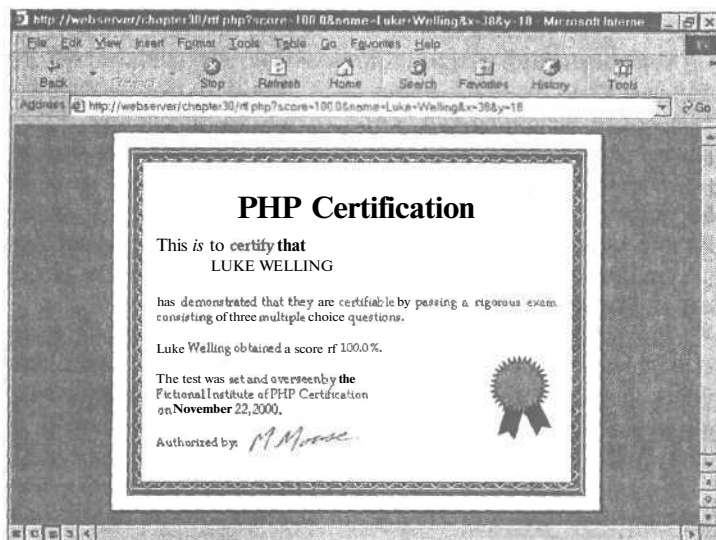 http://webserver/chapter30/rtf.php?score=100.0&name=Luke+Welling&x=38&y=18 - Microsoft Interne
File Edit View Insert Format Tools Table Go Favorites Help
Back Stop Refresh Home Search Favorites History Tools
Address http://webserver/chapter30/rtf.php?score=100.0&name=Luke+Welling&x=38&y=18 Go
PHP Certification
This is to certify that
LUKE WELLING
has demonstrated that they are certifiable by passing a rigorous exam
consisting of three multiple choice questions.
Luke Welling obtained a score rf 100.0%.
The test was set and overseen by the
Fictional Institute of PHP Certification
on November 22, 2000.
Authorized by: M Moose